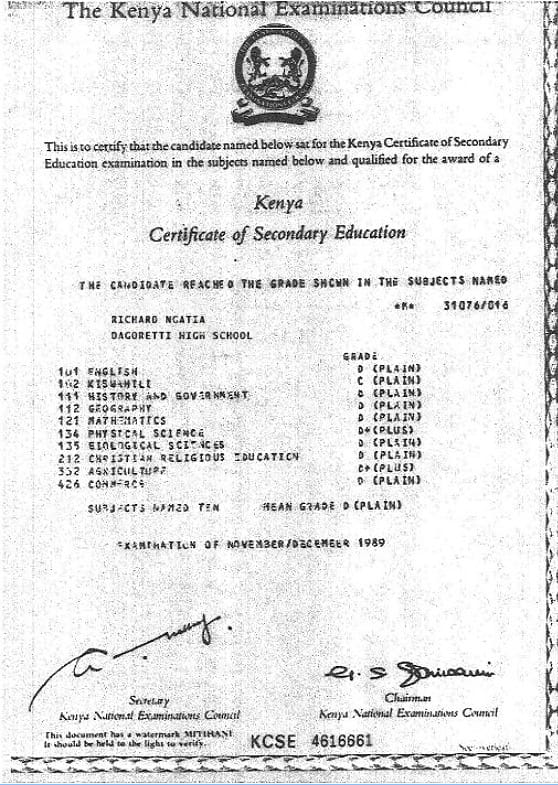 The Kenya National Examinations Council
This is to certify that the candidate named below sat for the Kenya Certificate of Secondary
Education examination in the subjects named below and qualified for the award of a
Kenya
Certificate of Secondary Education
THE CANDIDATE REACHED THE GRADE SHOWN IN THE SUBJECTS NAMED
*M* 31076/016
RICHARD NGATIA
DAGORETTI HIGH SCHOOL
GRADE
101 ENGLISH D (PLAIN)
102 KISWAHILI C (PLAIN)
111 HISTORY AND GOVERNMENT (PLAIN)
112 GEOGRAPHY D (PLAIN)
121 MATHEMATICS D (PLAIN)
134 PHYSICAL SCIENCE D+(PLUS)
135 BIOLOGICAL SCIENCES D (PLAIN)
212 CHRISTIAN RELIGIOUS EDUCATION D (PLAIN)
332 AGRICULTURE (PLUS)
426 COMMERCE D (PLAIN)
SUBJECTS NAMED TEN MEAN GRADE D (PLAIN)
EXAMINATION OF NOVEMBER/DECEMBER 1989
Secretary
Kenya National Examinations Council
Chairman
Kenya National Examinations Council
This document has a watermark MTIHANI
It should be held to the light to verify.
KCSE 4616661
See overleaf